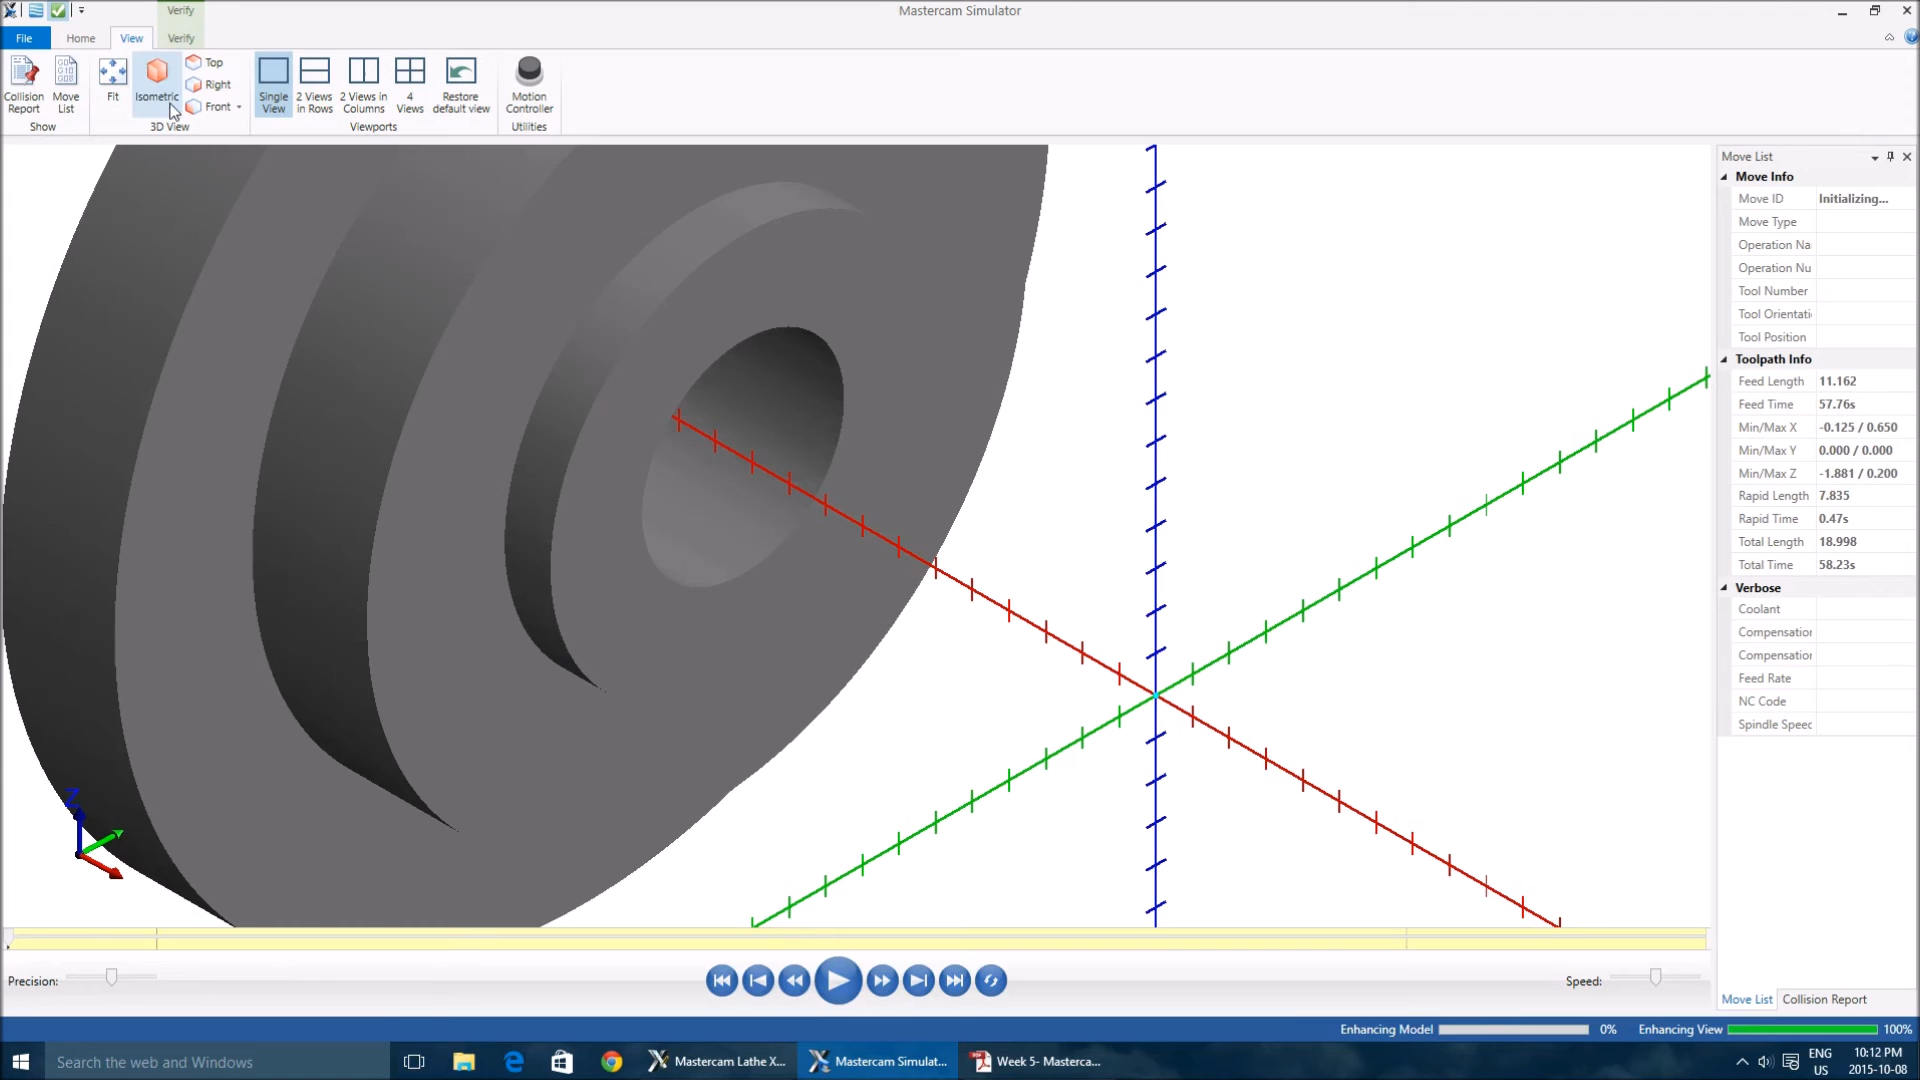 Verify
Mastercam Simulator
File
Home
View
Verify
Collision Report
Move List
Show
Fit
Isometric
Top
Right
Front
3D View
Single View
2 Views in Rows
2 Views in Columns
4 Views
Restore default view
Viewports
Motion Controller
Utilities
Move List
Move Info
Move ID Initializing...
Move Type
Operation Na
Operation Nu
Tool Number
Tool Orientati
Tool Position
Toolpath Info
Feed Length 11.162
Feed Time 57.76s
Min/Max X -0.125 / 0.650
Min/Max Y 0.000 / 0.000
Min/Max Z -1.881 / 0.200
Rapid Length 7.835
Rapid Time 0.47s
Total Length 18.998
Total Time 58.23s
Verbose
Coolant
Compensation
Compensation
Feed Rate
NC Code
Spindle Speed
Z
Precision:
Speed:
Move List
Collision Report
Enhancing Model 0% Enhancing View 100%
Search the web and Windows
Mastercam Lathe X...
Mastercam Simulat...
Week 5- Masterca...
ENG
US
10:12 PM
2015-10-08